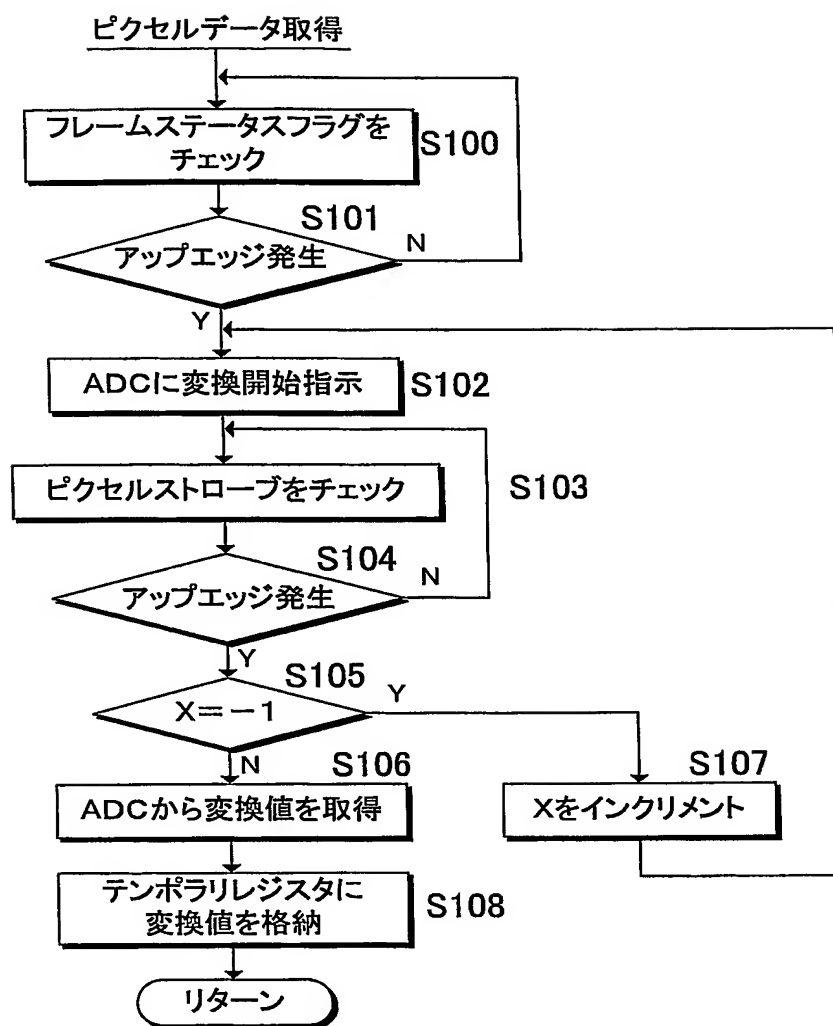 ピクセルデータ取得
フレームステータスフラグを
チェック
S100
S101
アップエッジ発生
N
Y
ADCに変換開始指示
S102
ピクセルストローブをチェック
S103
S104
アップエッジ発生
N
Y
S105
X=-1
Y
N
S106
ADCから変換値を取得
S107
Xをインクリメント
テンポラリレジスタに
変換値を格納
S108
リターン